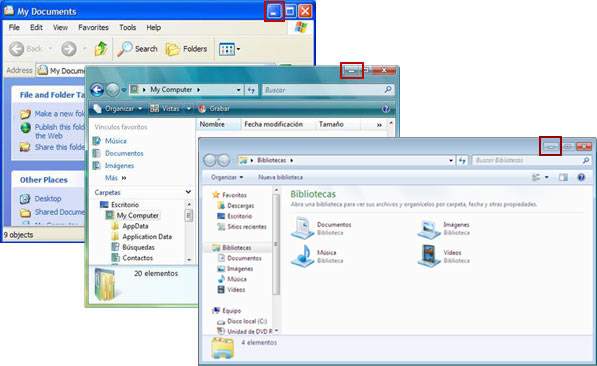 My Documents
File Edit View Favorites Tools Help
Back Search Folders
Address My Docume
File and Folder Ta
Make a new fol
Publish this fold
the Web
Share this folde
Other Places
Desktop
Shared Documen
My Computer
9 objects
My Computer
Buscar
Organizar Vistas Grabar
Vínculos favoritos
Música
Documentos
Imágenes
Más
Carpetas
Escritorio
My Computer
AppData
Application Data
Búsquedas
Contactos
Nombre Fecha modificación Tamaño
20 elementos
Bibliotecas
Buscar Bibliotecas
Organizar Nueva biblioteca
Favoritos
Descargas
Escritorio
Sitios recientes
Bibliotecas
Documentos
Imágenes
Música
Vídeos
Equipo
Disco local (C:)
Unidad de DVD R
Bibliotecas
Abra una biblioteca para ver sus archivos y organícelos por carpeta, fecha y otras propiedades.
Documentos
Biblioteca
Imágenes
Biblioteca
Música
Biblioteca
Vídeos
Biblioteca
4 elementos